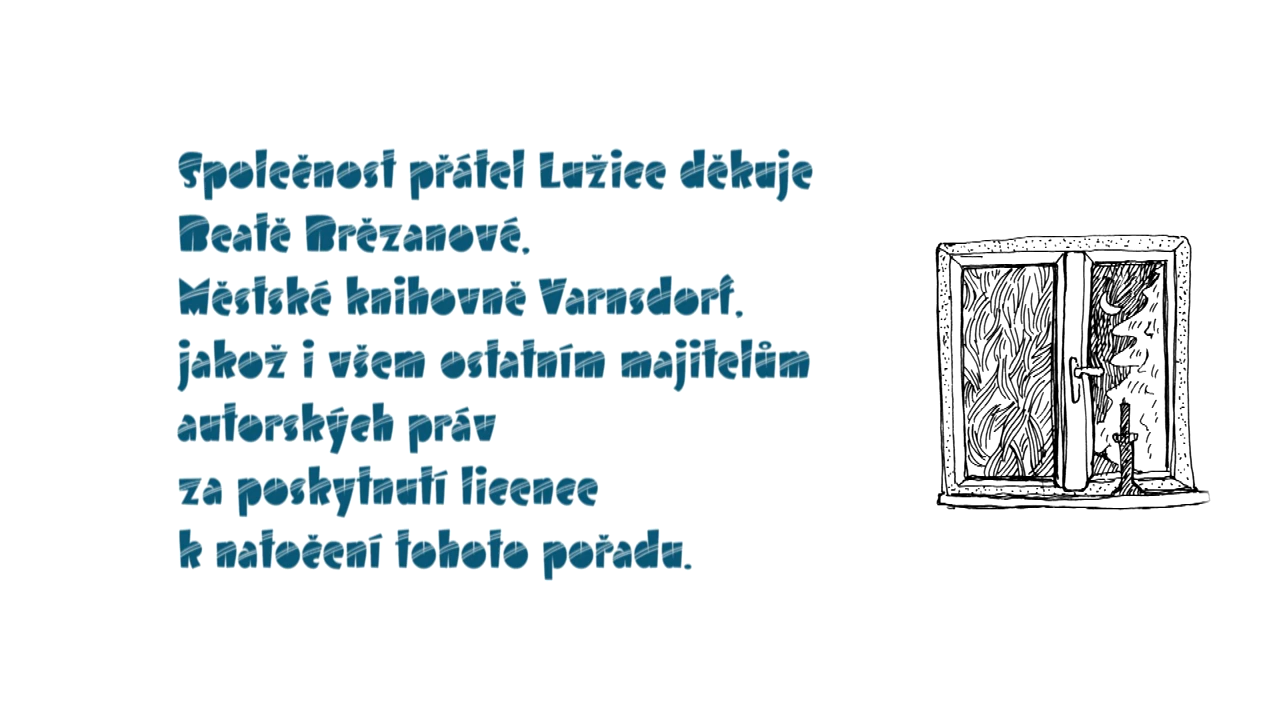 Společnost přátel Lužice děkuje
Beatě Brězanové,
Městské knihovně Varnsdorf,
jakož i všem ostatním majitelům
autorských práv
za poskytnutí licence
k natočení tohoto pořadu.